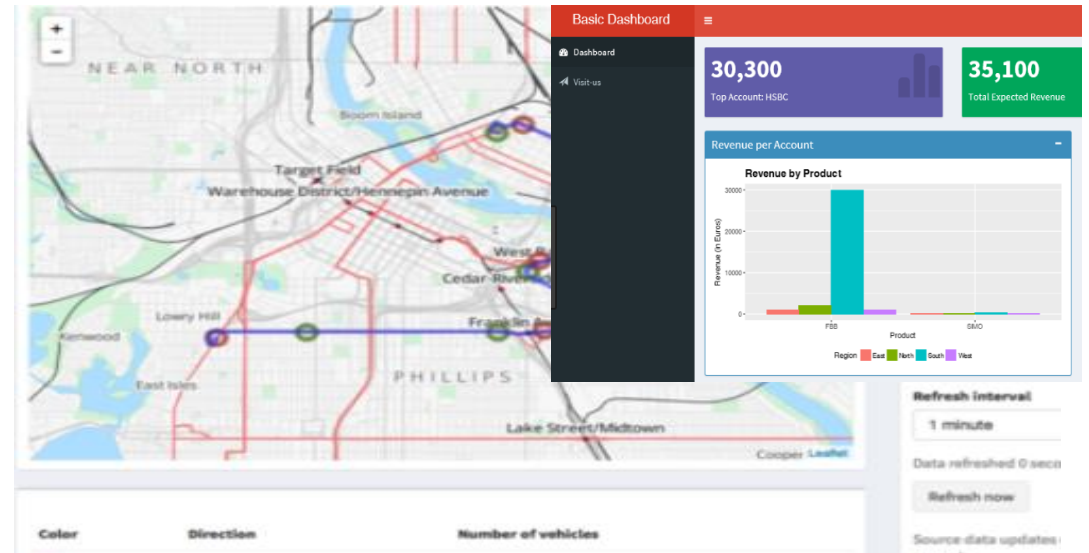 +
−
NEAR NORTH
Boom Island
Target Field
Warehouse District/Hennepin Avenue
West
Cedar-River
Lowry Hill
Kenwood
Franklin A
East Isles
PHILLIPS
Lake Street/Midtown
Cooper Leaflet
Basic Dashboard
Dashboard
Visit-us
30,300
Top Account: HSBC
35,100
Total Expected Revenue
Revenue per Account
Revenue by Product
Revenue (in Euros)
30000
20000
10000
0
FBB
SIMO
Product
Region East North South West
Refresh interval
1 minute
Data refreshed 0 seco
Refresh now
Source data updates
Color Direction Number of vehicles